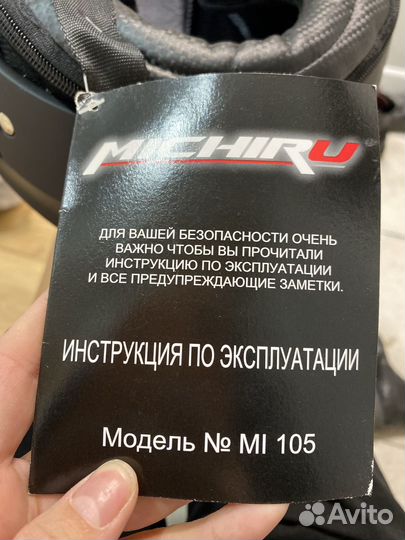 MICHIRU
ДЛЯ ВАШЕЙ БЕЗОПАСНОСТИ ОЧЕНЬ
ВАЖНО ЧТОБЫ ВЫ ПРОЧИТАЛИ
ИНСТРУКЦИЮ ПО ЭКСПЛУАТАЦИИ
И ВСЕ ПРЕДУПРЕЖДАЮЩИЕ ЗАМЕТКИ.
ИНСТРУКЦИЯ ПО ЭКСПЛУАТАЦИИ
Модель № MI 105
Avito